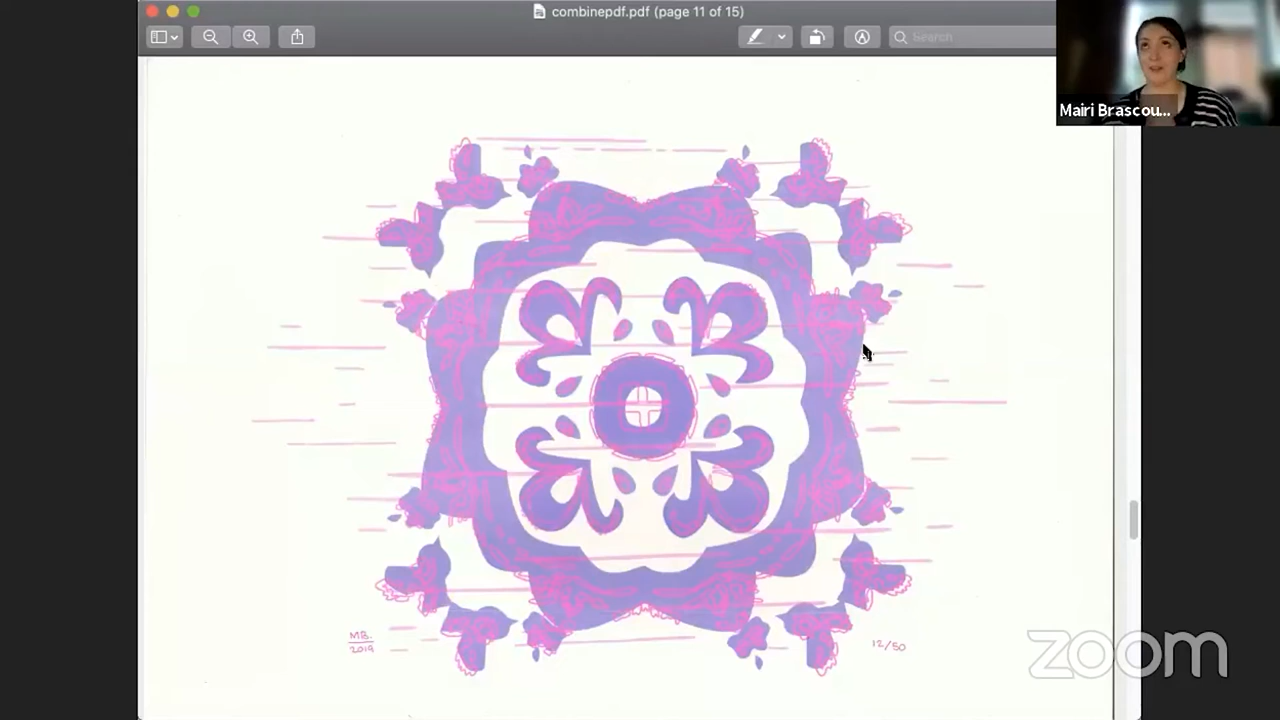 combinepdf.pdf (page 11 of 15)
Search
Mairi Brascou...
MB.
2019
12/50
zoom